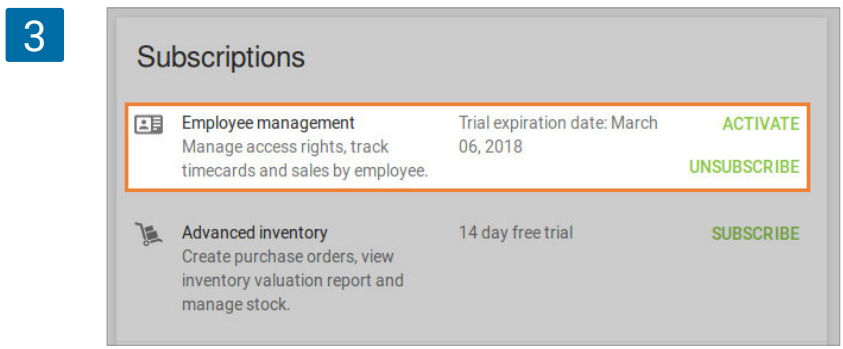 3
Subscriptions
Employee management
Manage access rights, track
timecards and sales by employee.
Trial expiration date: March
06, 2018
ACTIVATE
UNSUBSCRIBE
Advanced inventory
Create purchase orders, view
inventory valuation report and
manage stock.
14 day free trial
SUBSCRIBE